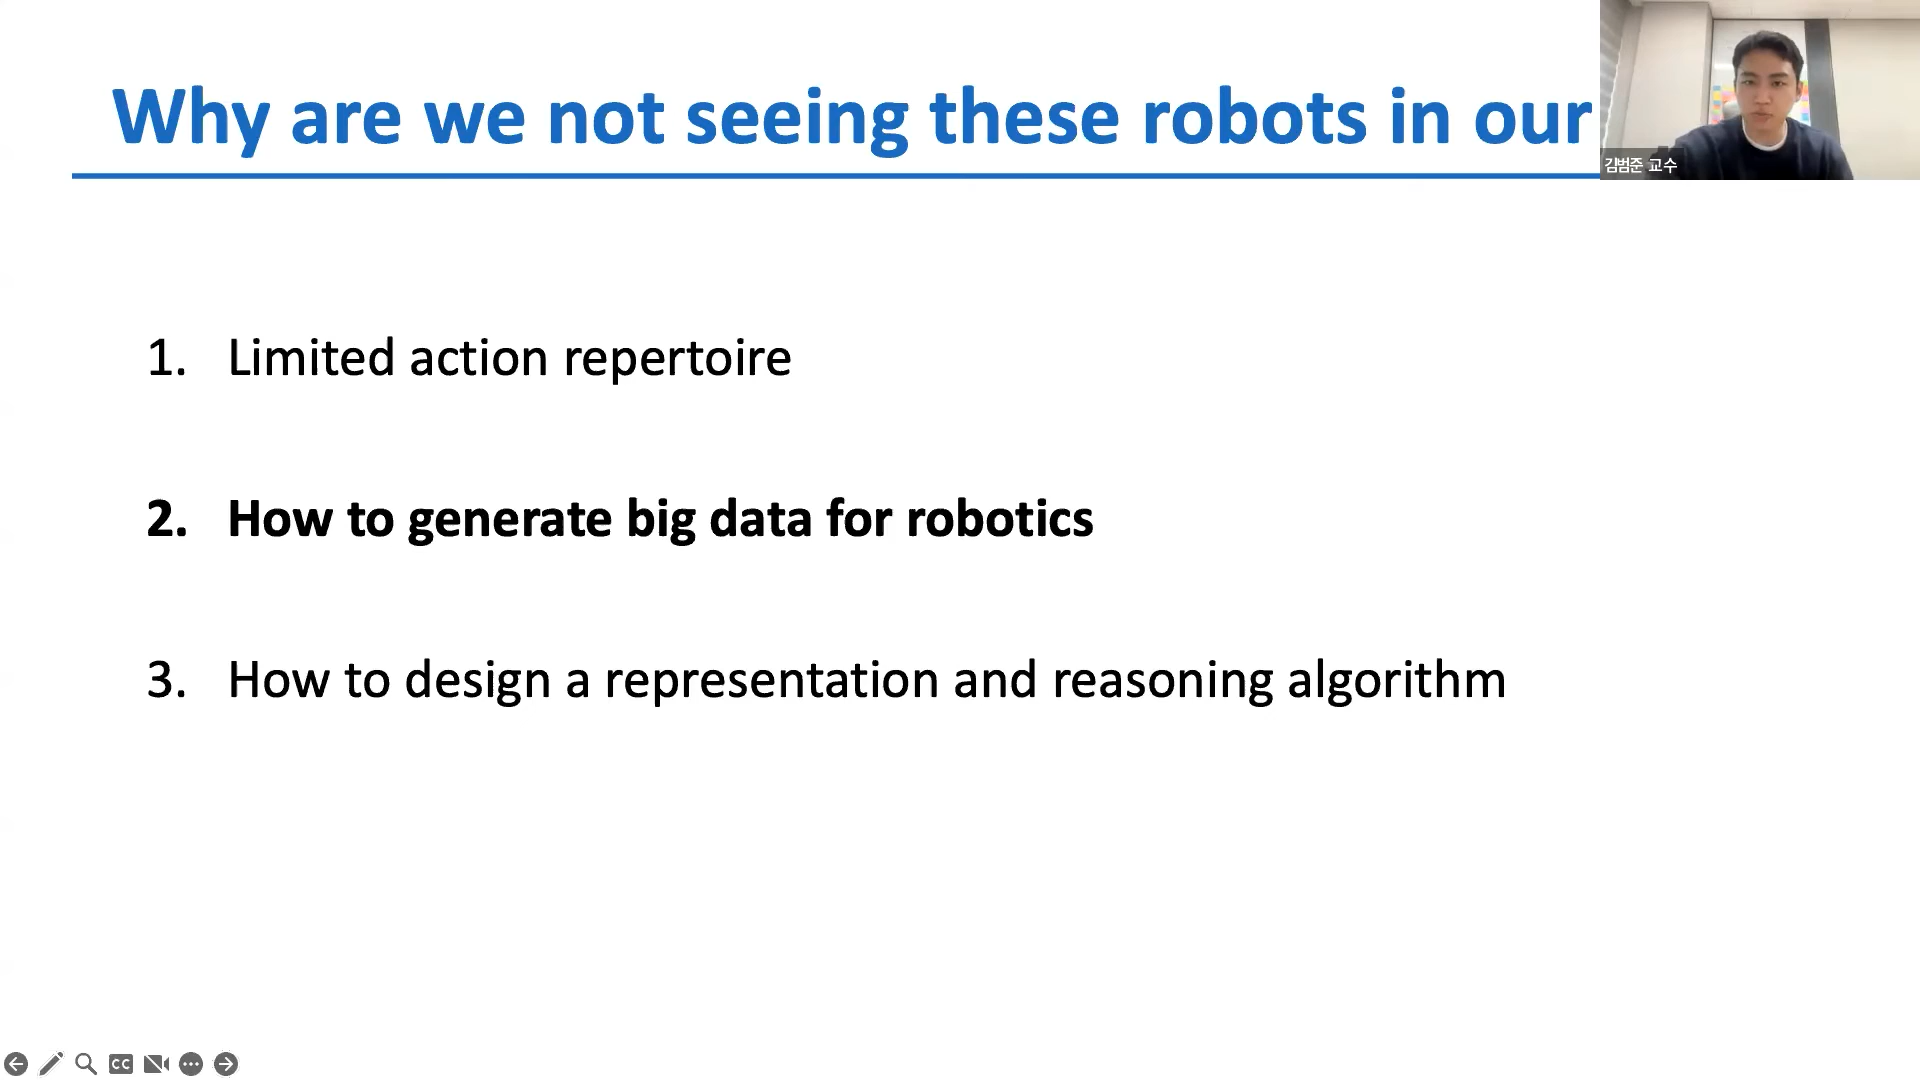 Why are we not seeing these robots in our
김범준 교수
1. Limited action repertoire
2. How to generate big data for robotics
3. How to design a representation and reasoning algorithm
CC